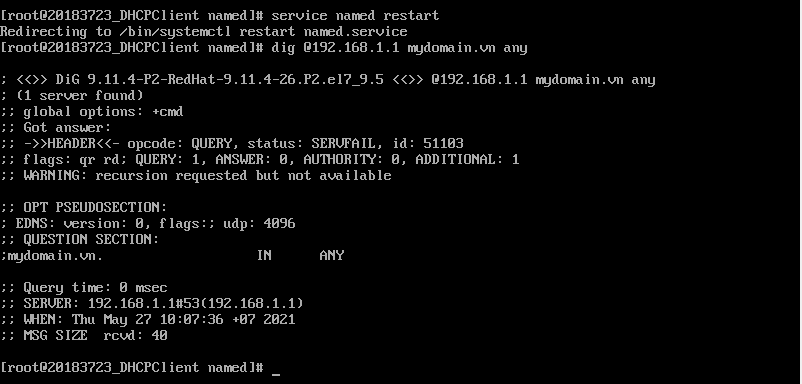 [root@20183723_DHCPClient named]# service named restart
Redirecting to /bin/systemctl restart named.service
[root@20183723_DHCPClient named]# dig @192.168.1.1 mydomain.vn any

; <<>> DiG 9.11.4-P2-RedHat-9.11.4-26.P2.el7_9.5 <<>> @192.168.1.1 mydomain.vn any
; (1 server found)
;; global options: +cmd
;; Got answer:
;; ->>HEADER<<- opcode: QUERY, status: SERVFAIL, id: 51103
;; flags: qr rd; QUERY: 1, ANSWER: 0, AUTHORITY: 0, ADDITIONAL: 1
;; WARNING: recursion requested but not available

;; OPT PSEUDOSECTION:
; EDNS: version: 0, flags:; udp: 4096
;; QUESTION SECTION:
;mydomain.vn.                   IN      ANY

;; Query time: 0 msec
;; SERVER: 192.168.1.1#53(192.168.1.1)
;; WHEN: Thu May 27 10:07:36 +07 2021
;; MSG SIZE  rcvd: 40

[root@20183723_DHCPClient named]# _